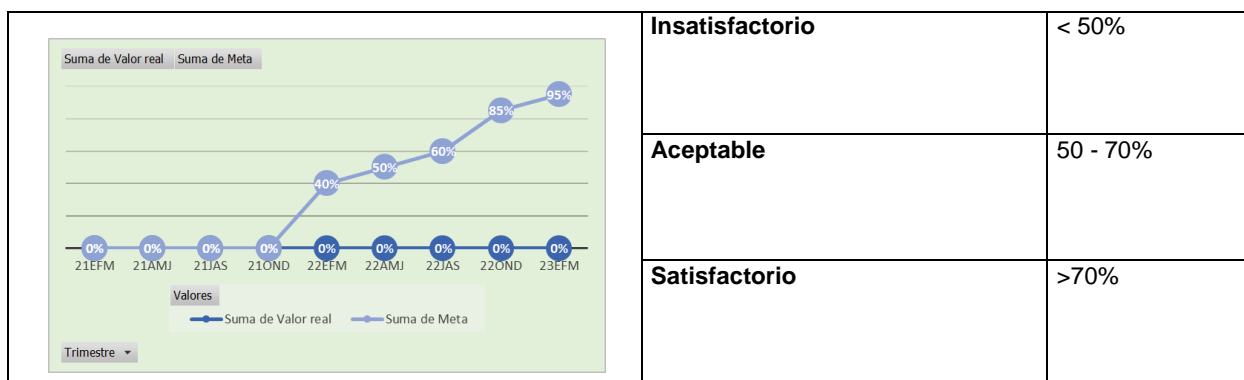 Suma de Valor real Suma de Meta
95%
85%
60%
50%
40%
0% 0% 0% 0% 0% 0% 0% 0% 0%
21EFM 21AMJ 21JAS 21OND 22EFM 22AMJ 22JAS 22OND 23EFM
Valores
Suma de Valor real Suma de Meta
Trimestre
Insatisfactorio < 50%
Aceptable 50 - 70%
Satisfactorio >70%